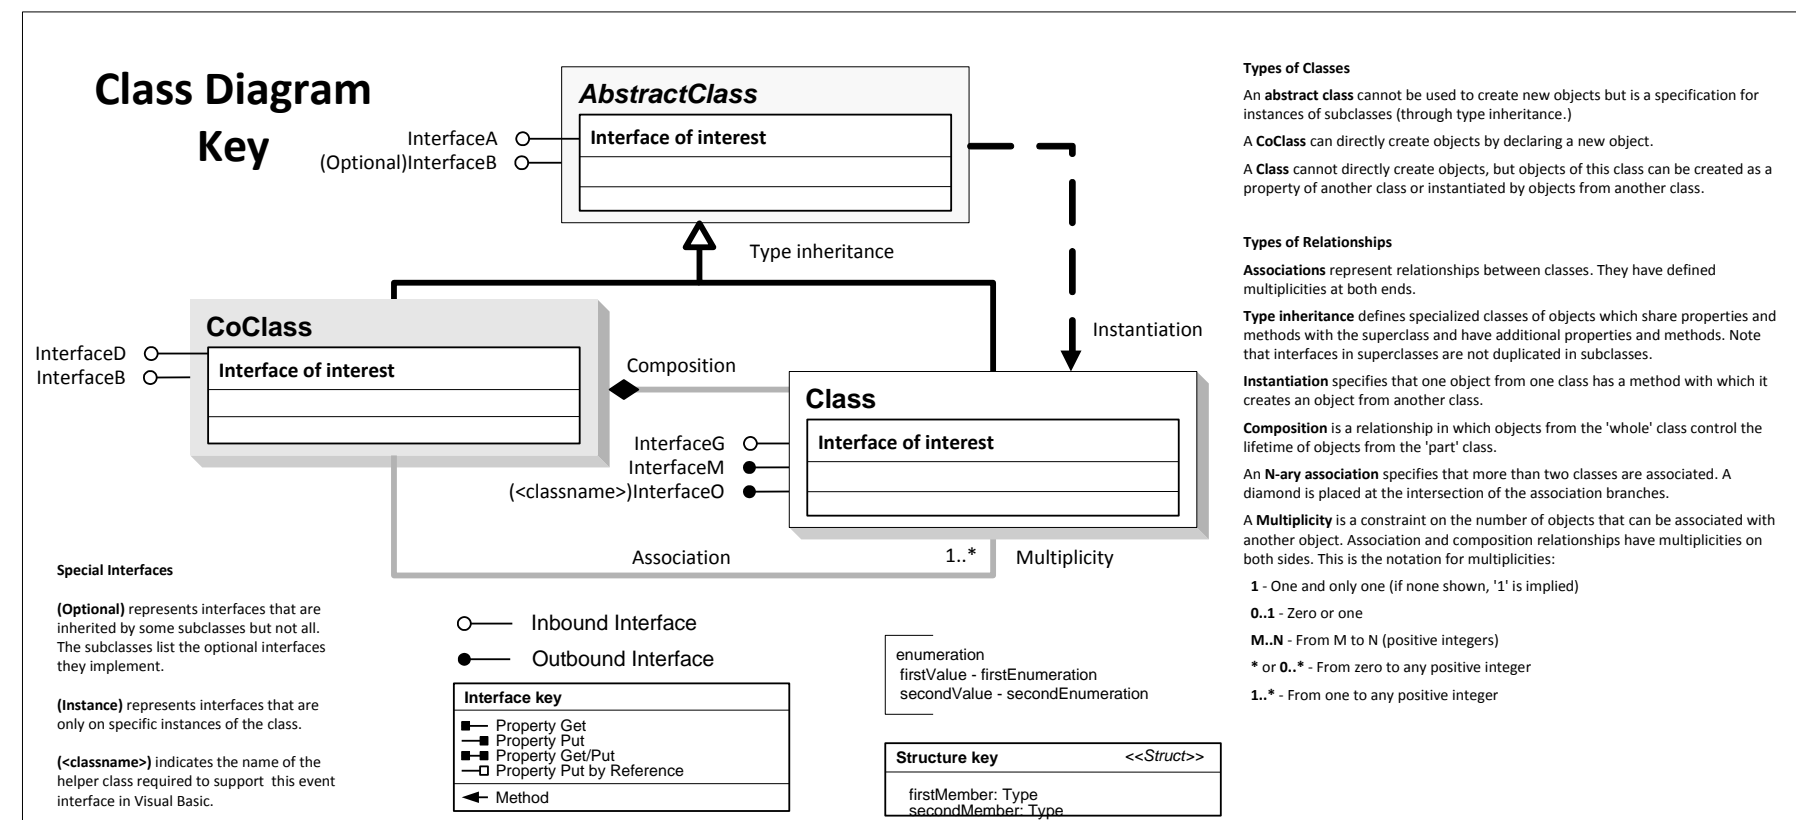 Class Diagram
Key
AbstractClass
Interface of interest
InterfaceA
(Optional)InterfaceB
Type inheritance
CoClass
Interface of interest
InterfaceD
InterfaceB
Composition
Instantiation
Class
Interface of interest
InterfaceG
InterfaceM
(<classname>)InterfaceO
Association
1..*
Multiplicity
Special Interfaces
(Optional) represents interfaces that are
inherited by some subclasses but not all.
The subclasses list the optional interfaces
they implement.
(Instance) represents interfaces that are
only on specific instances of the class.
(<classname>) indicates the name of the
helper class required to support this event
interface in Visual Basic.
Inbound Interface
Outbound Interface
Interface key
Property Get
Property Put
Property Get/Put
Property Put by Reference
Method
enumeration
firstValue - firstEnumeration
secondValue - secondEnumeration
Structure key <<Struct>>
firstMember: Type
secondMember: Type
Types of Classes
An abstract class cannot be used to create new objects but is a specification for
instances of subclasses (through type inheritance.)
A CoClass can directly create objects by declaring a new object.
A Class cannot directly create objects, but objects of this class can be created as a
property of another class or instantiated by objects from another class.
Types of Relationships
Associations represent relationships between classes. They have defined
multiplicities at both ends.
Type inheritance defines specialized classes of objects which share properties and
methods with the superclass and have additional properties and methods. Note
that interfaces in superclasses are not duplicated in subclasses.
Instantiation specifies that one object from one class has a method with which it
creates an object from another class.
Composition is a relationship in which objects from the 'whole' class control the
lifetime of objects from the 'part' class.
An N-ary association specifies that more than two classes are associated. A
diamond is placed at the intersection of the association branches.
A Multiplicity is a constraint on the number of objects that can be associated with
another object. Association and composition relationships have multiplicities on
both sides. This is the notation for multiplicities:
1 - One and only one (if none shown, '1' is implied)
0..1 - Zero or one
M..N - From M to N (positive integers)
* or 0..* - From zero to any positive integer
1..* - From one to any positive integer